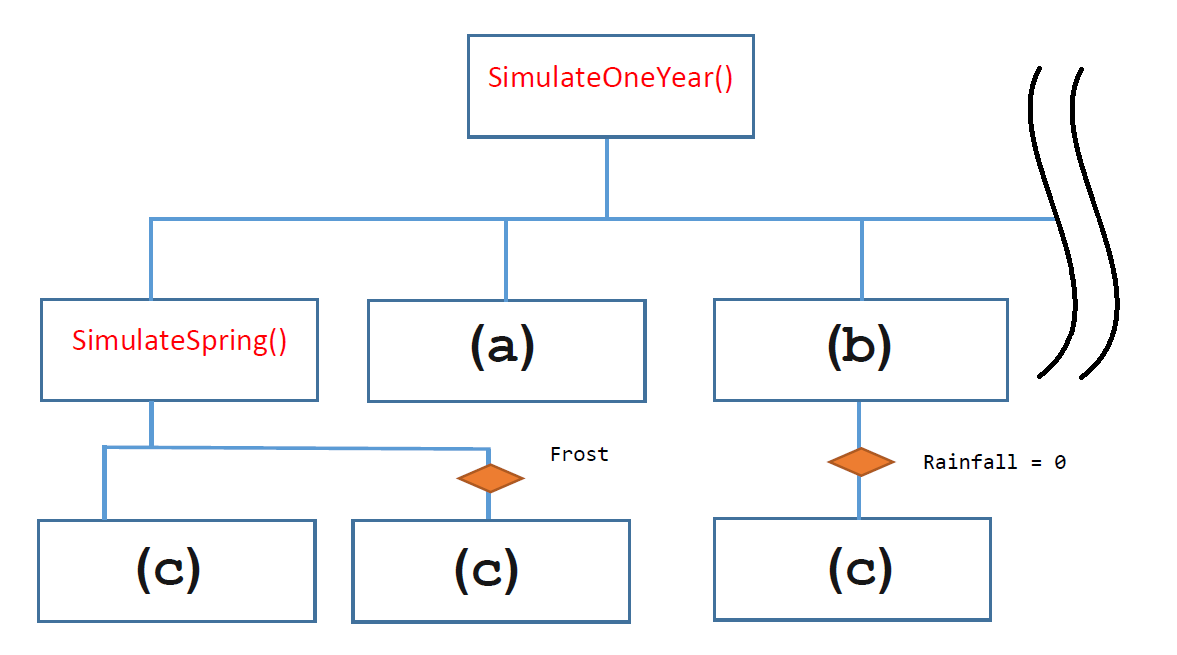 SimulateOneYear()
SimulateSpring()
(a)
(b)
Frost
Rainfall = 0
(c)
(c)
(c)